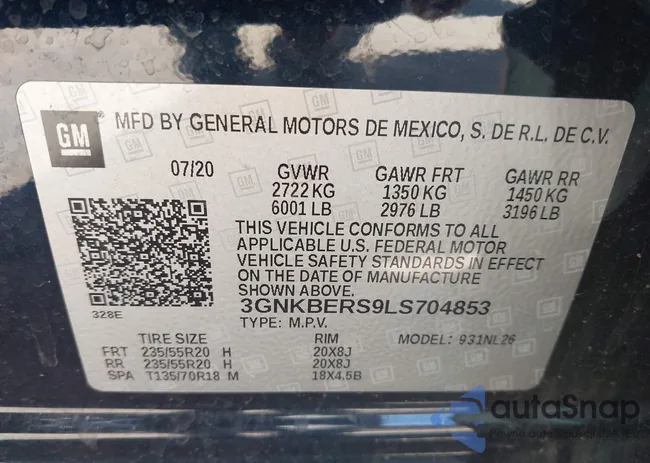 GM MFD BY GENERAL MOTORS DE MEXICO, S. DE R.L. DE C.V.
07/20 GVWR GAWR FRT GAWR RR
2722 KG 1350 KG 1450 KG
6001 LB 2976 LB 3196 LB
THIS VEHICLE CONFORMS TO ALL
APPLICABLE U.S. FEDERAL MOTOR
VEHICLE SAFETY STANDARDS IN EFFECT
ON THE DATE OF MANUFACTURE
SHOWN ABOVE.
3GNKBERS9LS704853
328E TYPE: M.P.V.
TIRE SIZE RIM MODEL: 931NL26
FRT 235/55R20 H 20X8J
RR 235/55R20 H 20X8J
SPA T135/70R18 M 18X4.5B
autoSnap